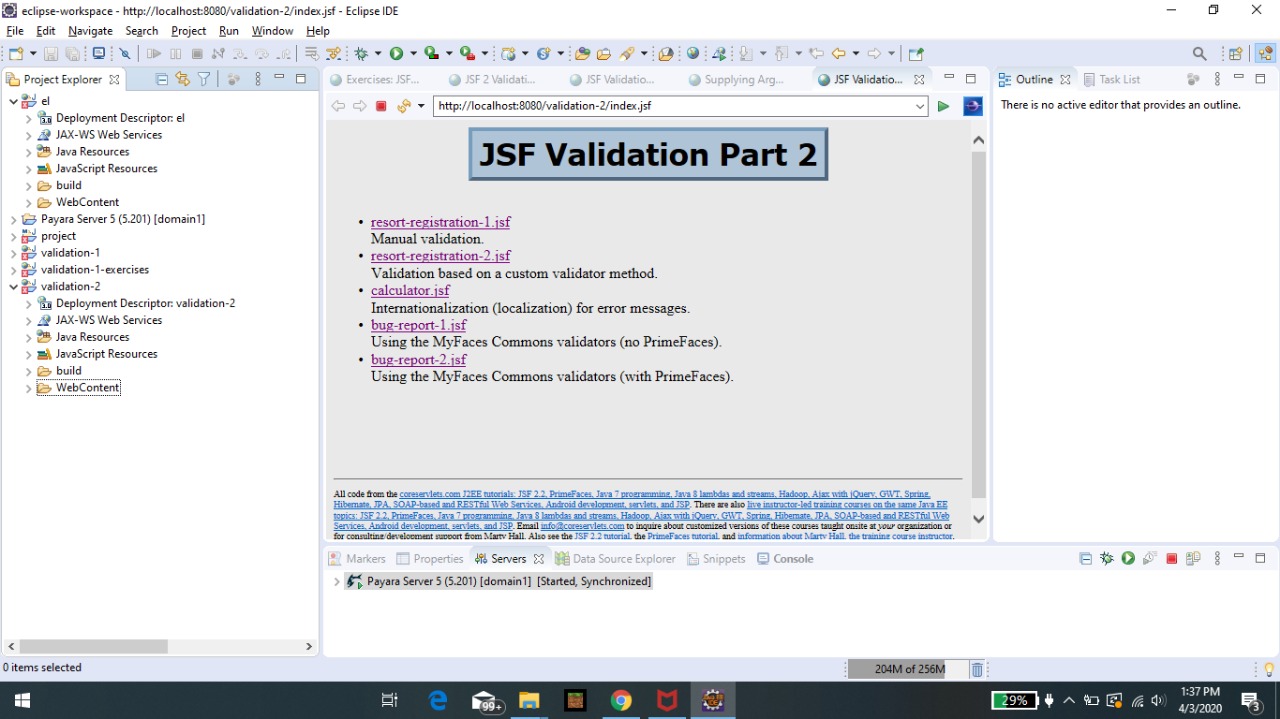 eclipse-workspace - http://localhost:8080/validation-2/index.jsf - Eclipse IDE
File Edit Navigate Search Project Run Window Help
Project Explorer
Exercises: JSF... JSF 2 Validati... JSF Validatio... Supplying Arg... JSF Validatio...
Outline Task List
http://localhost:8080/validation-2/index.jsf
There is no active editor that provides an outline.
el
Deployment Descriptor: el
JAX-WS Web Services
Java Resources
JavaScript Resources
build
WebContent
Payara Server 5 (5.201) [domain1]
project
validation-1
validation-1-exercises
validation-2
Deployment Descriptor: validation-2
JAX-WS Web Services
Java Resources
JavaScript Resources
build
WebContent
JSF Validation Part 2
• resort-registration-1.jsf
Manual validation.
• resort-registration-2.jsf
Validation based on a custom validator method.
• calculator.jsf
Internationalization (localization) for error messages.
• bug-report-1.jsf
Using the MyFaces Commons validators (no PrimeFaces).
• bug-report-2.jsf
Using the MyFaces Commons validators (with PrimeFaces).
All code from the coreservlets.com J2EE tutorials: JSF 2.2, PrimeFaces, Java 7 programming, Java 8 lambdas and streams, Hadoop, Ajax with jQuery, GWT, Spring,
Hibernate, JPA, SOAP-based and RESTful Web Services, Android development, servlets, and JSP. There are also live instructor-led training courses on the same Java EE
topics: JSF 2.2, PrimeFaces, Java 7 programming, Java 8 lambdas and streams, Hadoop, Ajax with jQuery, GWT, Spring, Hibernate, JPA, SOAP-based and RESTful Web
Services, Android development, servlets, and JSP. Email info@coreservlets.com to inquire about customized versions of these courses taught onsite at your organization or
for consulting/development support from Marty Hall. Also see the JSF 2.2 tutorial, the PrimeFaces tutorial, and information about Marty Hall, the training course instructor.
Markers Properties Servers Data Source Explorer Snippets Console
Payara Server 5 (5.201) [domain1] [Started, Synchronized]
0 items selected
204M of 256M
99+
29%
1:37 PM
4/3/2020
3